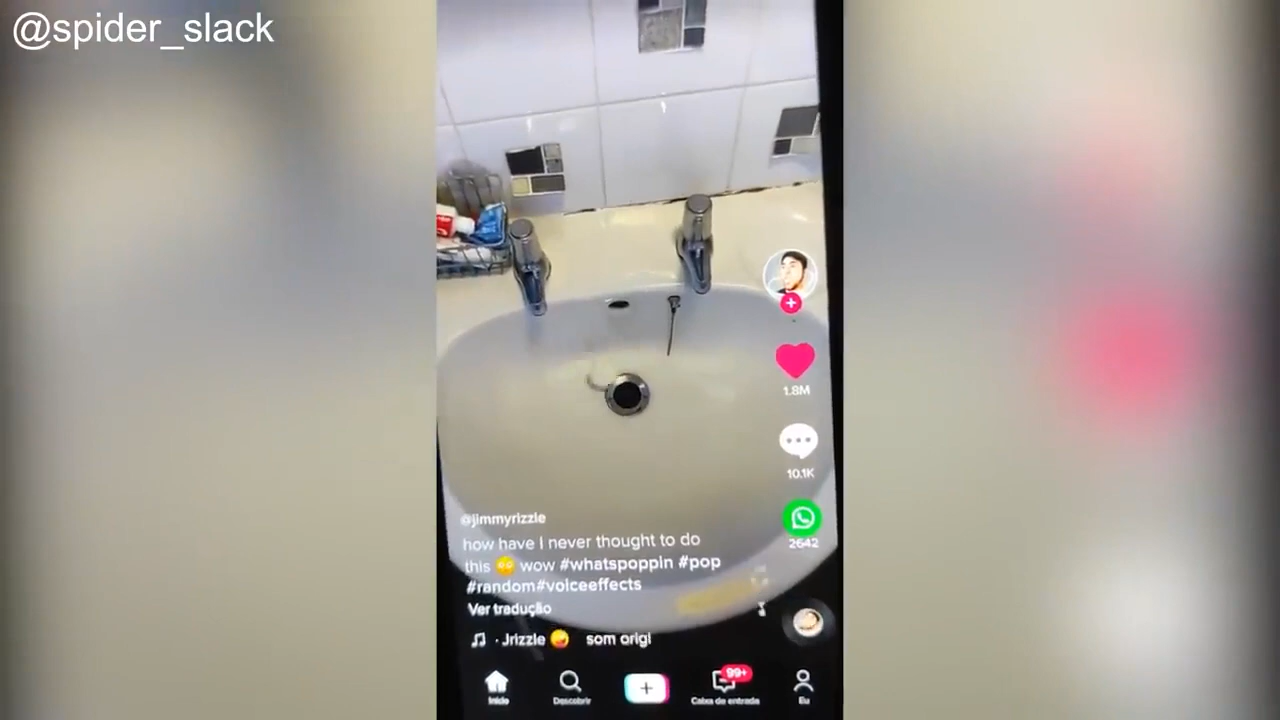 @spider_slack
1.8M
10.1K
2642
@jimmyrizzle
how have I never thought to do
this 🙂 wow #whatspoppin #pop
#random#voiceeffects
Ver tradução
· Jrizzle 🤪 som origi
99+
Início
Descobrir
Caixa de entrada
Eu